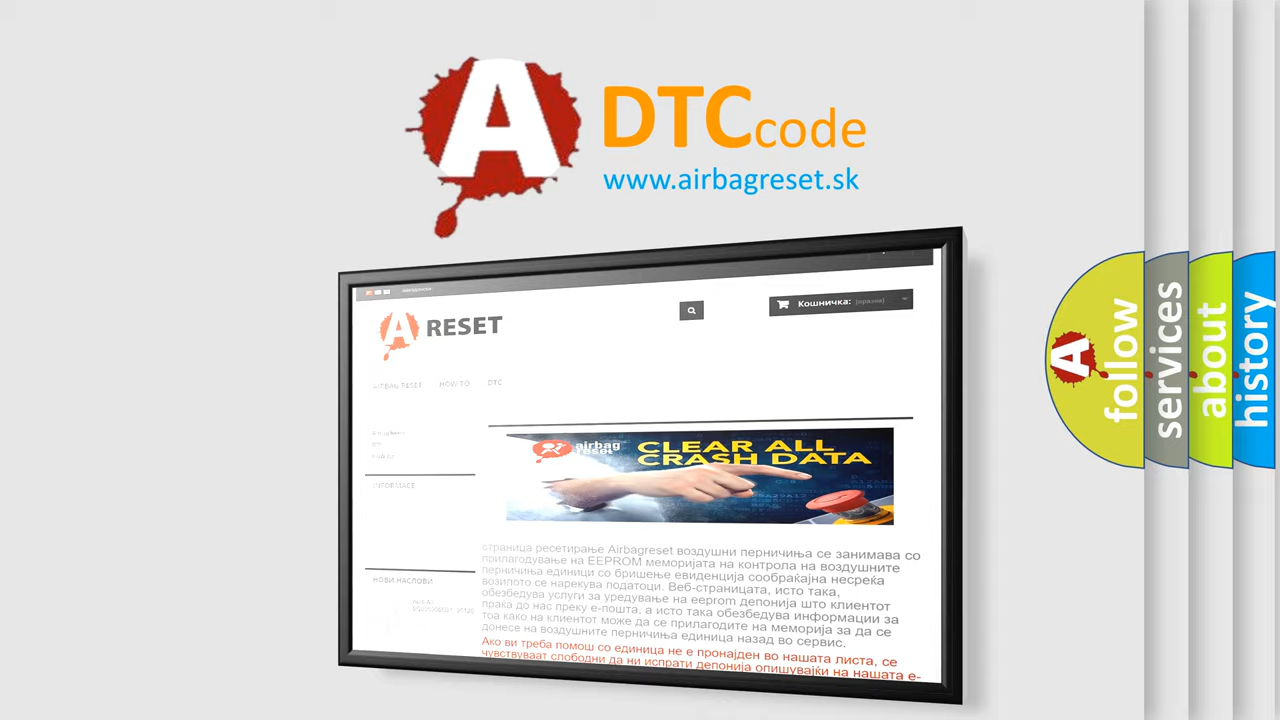 A
DTCcode
www.airbagreset.sk
македонски
Кошничка: (празни)
A RESET
AIRBAG RESET HOW TO DTC
airbag reset
CLEAR ALL
CRASH DATA
INFORMACE
страница ресетирање Airbagreset воздушни перничиња се занимава со
прилагодување на EEPROM меморијата на контрола на воздушните
перничиња единици со бришење евиденција сообраќајна несреќа
возилото се нарекува податоци. Веб-страницата, исто така,
обезбедува услуги за уредување на eeprom депонија што клиентот
праќа до нас преку е-пошта, а исто така обезбедува информации за
тоа како на клиентот може да се прилагодите на меморија за да се
донесе на воздушните перничиња единица назад во сервис.
Ако ви треба помош со единица не е пронајден во нашата листа, се
чувствуваат слободни да ни испрати депонија опишувајќи на нашата е-
НОВИ НАСЛОВИ
A
follow
services
about
history